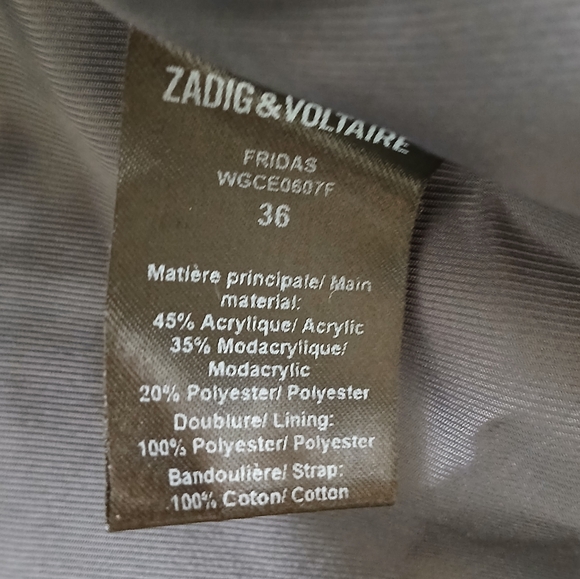 ZADIG&VOLTAIRE
FRIDAS
WGCE0607F
36
Matière principale/ Main
material:
45% Acrylique/ Acrylic
35% Modacrylique/
Modacrylic
20% Polyester/ Polyester
Doublure/ Lining:
100% Polyester/ Polyester
Bandoulière/ Strap:
100% Coton/ Cotton